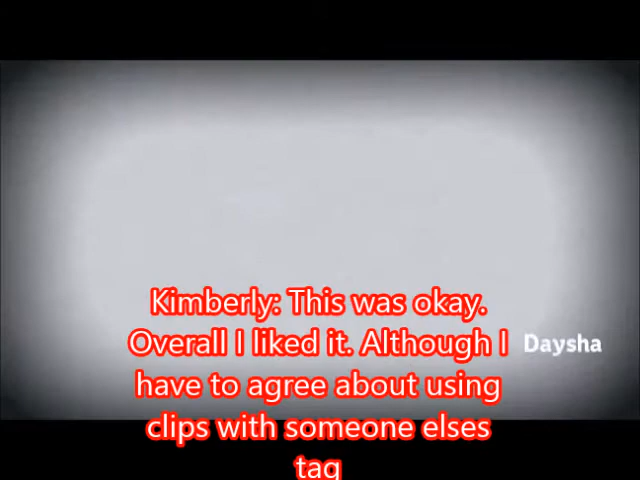 Kimberly: This was okay.
Overall I liked it. Although I
have to agree about using
clips with someone elses
tag
Daysha